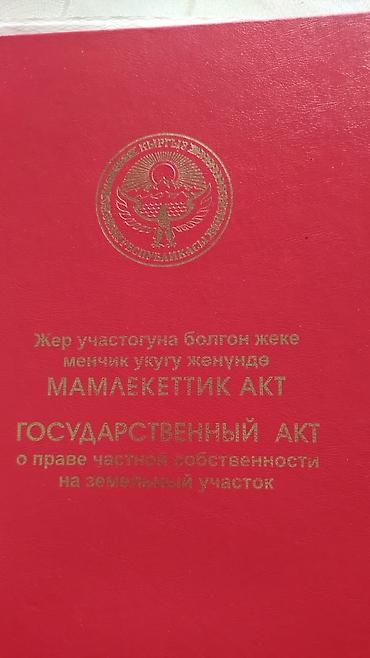 КЫРГЫЗ РЕСПУБЛИКАСЫ
Жер участогуна болгон жеке
менчик укугу жөнүндө
МАМЛЕКЕТТИК АКТ
ГОСУДАРСТВЕННЫЙ АКТ
о праве частной собственности
на земельный участок